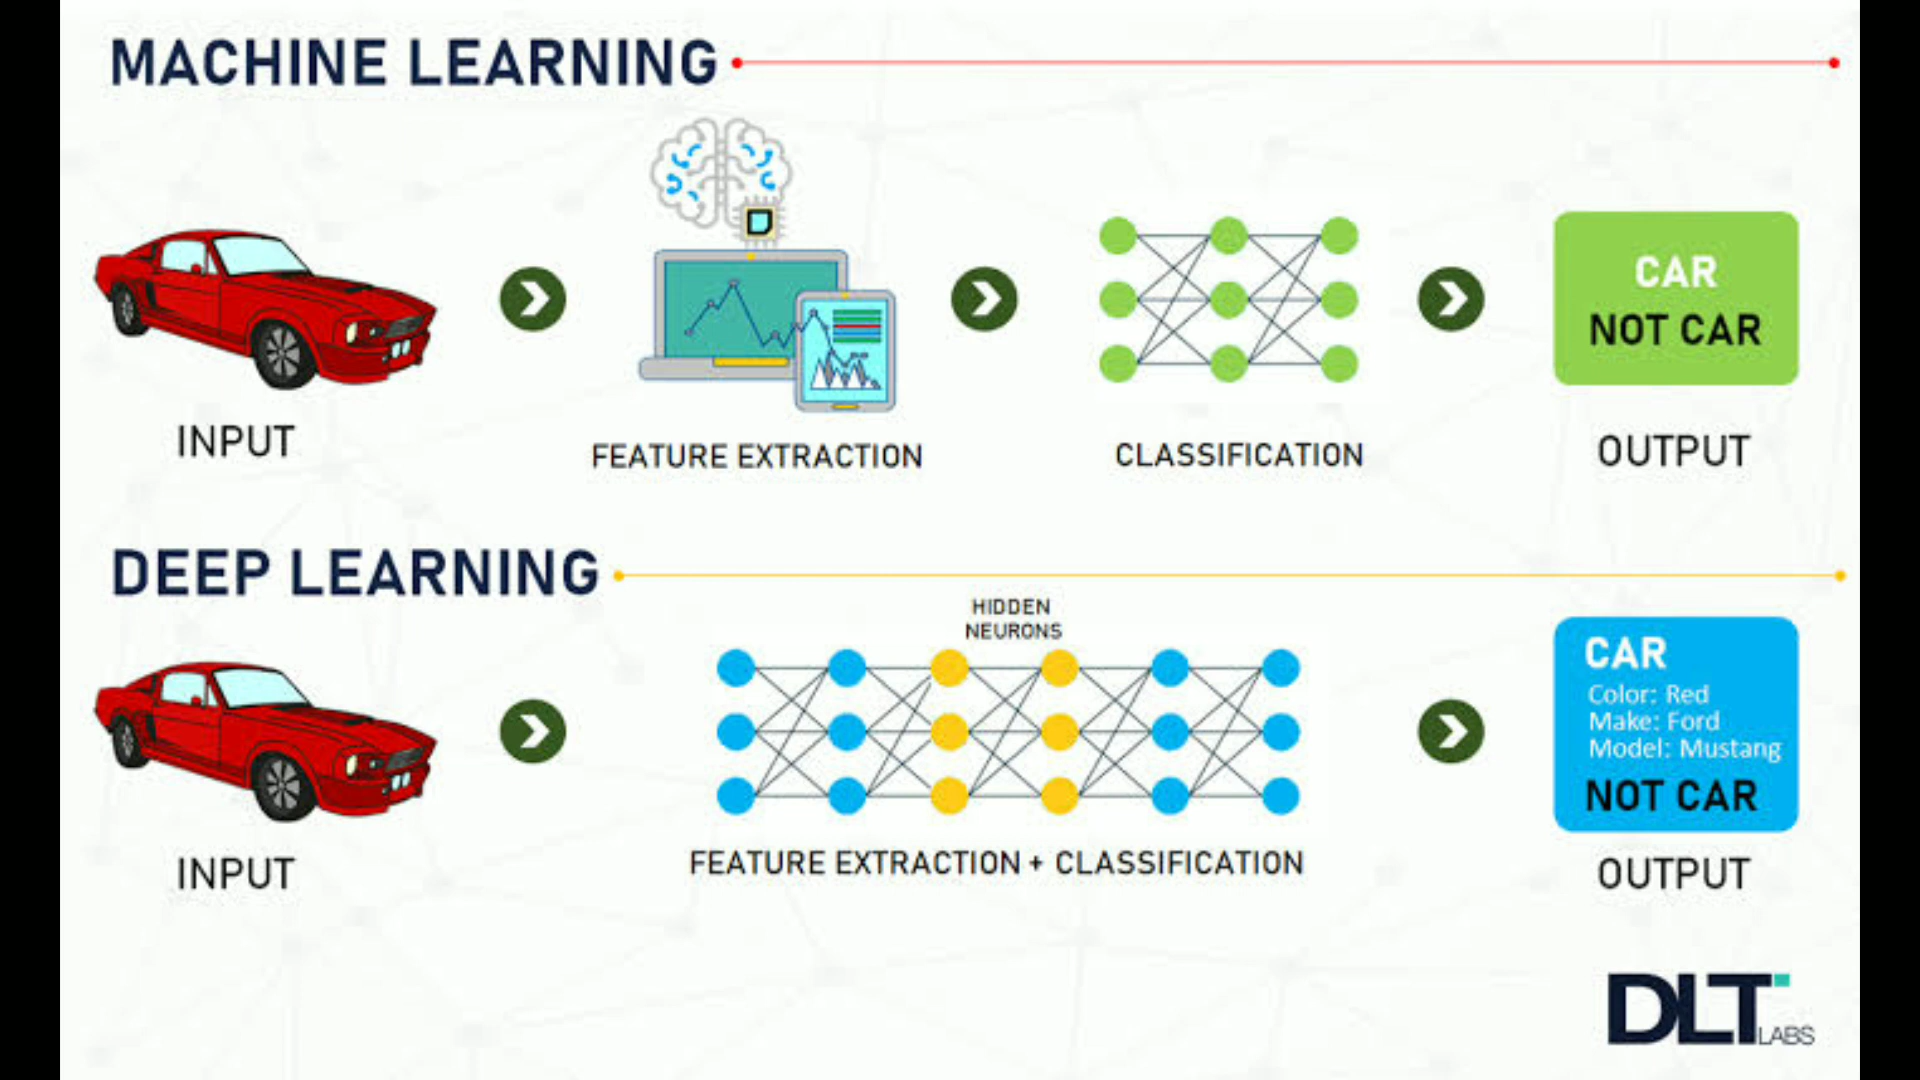 MACHINE LEARNING
INPUT
FEATURE EXTRACTION
CLASSIFICATION
CAR
NOT CAR
OUTPUT
DEEP LEARNING
INPUT
HIDDEN
NEURONS
FEATURE EXTRACTION + CLASSIFICATION
CAR
Color: Red
Make: Ford
Model: Mustang
NOT CAR
OUTPUT
DLT LABS